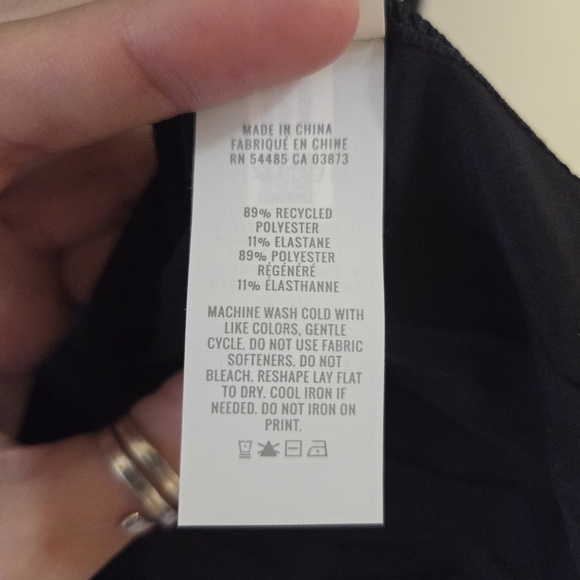 MADE IN CHINA
FABRIQUÉ EN CHINE
RN 54485 CA 03873
89% RECYCLED
POLYESTER
11% ELASTANE
89% POLYESTER
RÉGÉNÉRÉ
11% ÉLASTHANNE
MACHINE WASH COLD WITH
LIKE COLORS, GENTLE
CYCLE. DO NOT USE FABRIC
SOFTENERS. DO NOT
BLEACH. RESHAPE LAY FLAT
TO DRY. COOL IRON IF
NEEDED. DO NOT IRON ON
PRINT.